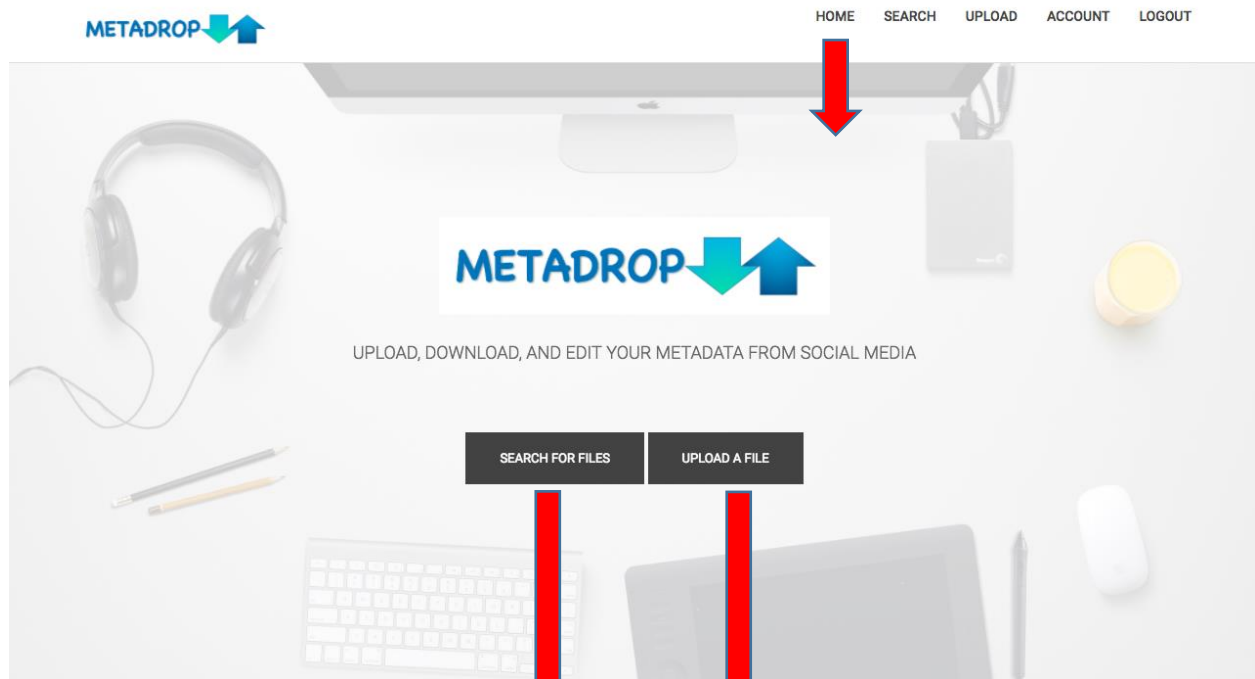 METADROP
HOME SEARCH UPLOAD ACCOUNT LOGOUT
METADROP
UPLOAD, DOWNLOAD, AND EDIT YOUR METADATA FROM SOCIAL MEDIA
SEARCH FOR FILES UPLOAD A FILE